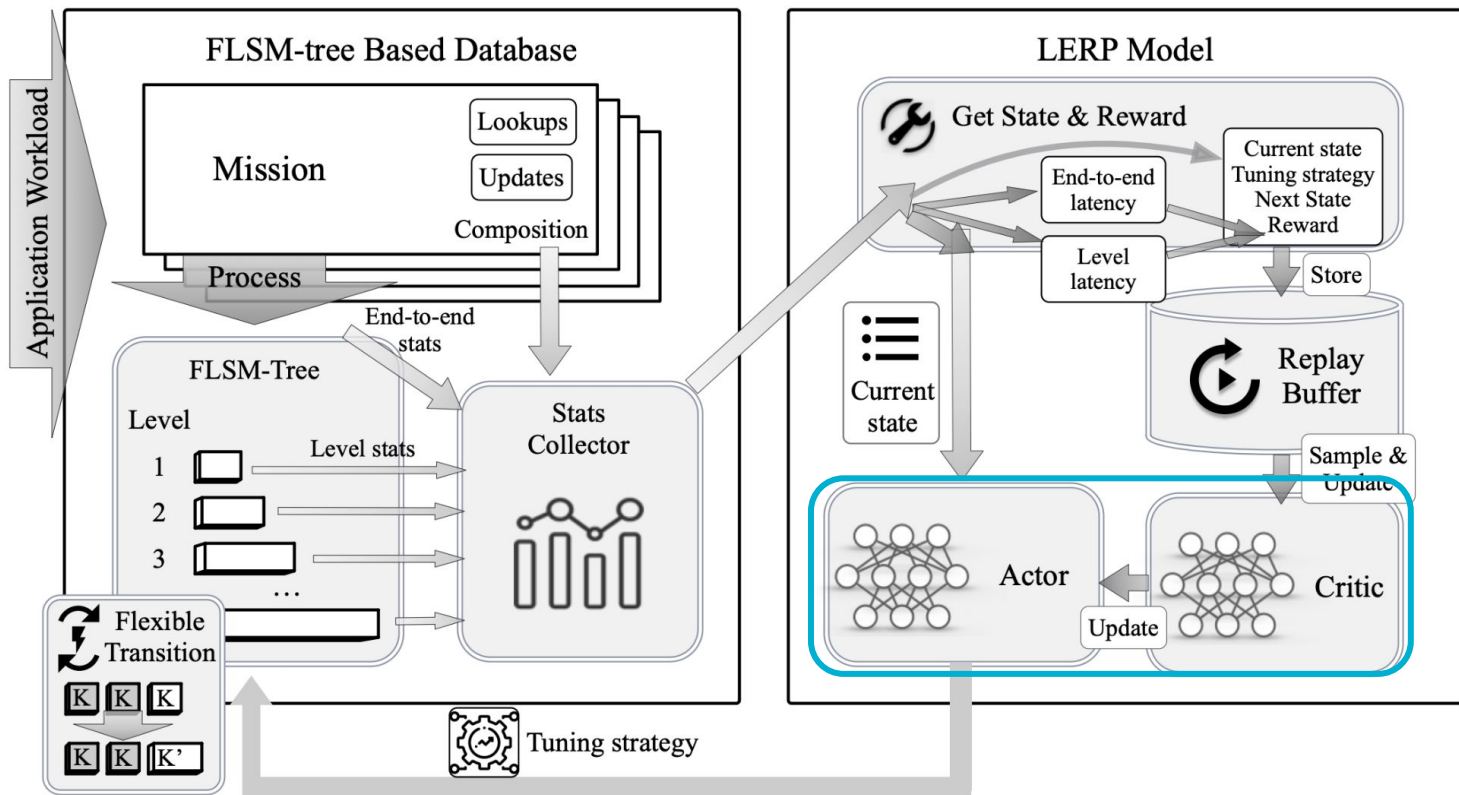 Application Workload
FLSM-tree Based Database
Mission
Lookups
Updates
Composition
Process
End-to-end
stats
FLSM-Tree
Level
1
2
3
...
Level stats
Stats
Collector
Flexible
Transition
K K K
K K K’
Tuning strategy
LERP Model
Get State & Reward
End-to-end
latency
Level
latency
Current state
Tuning strategy
Next State
Reward
Store
Current
state
Replay
Buffer
Sample &
Update
Actor
Update
Critic